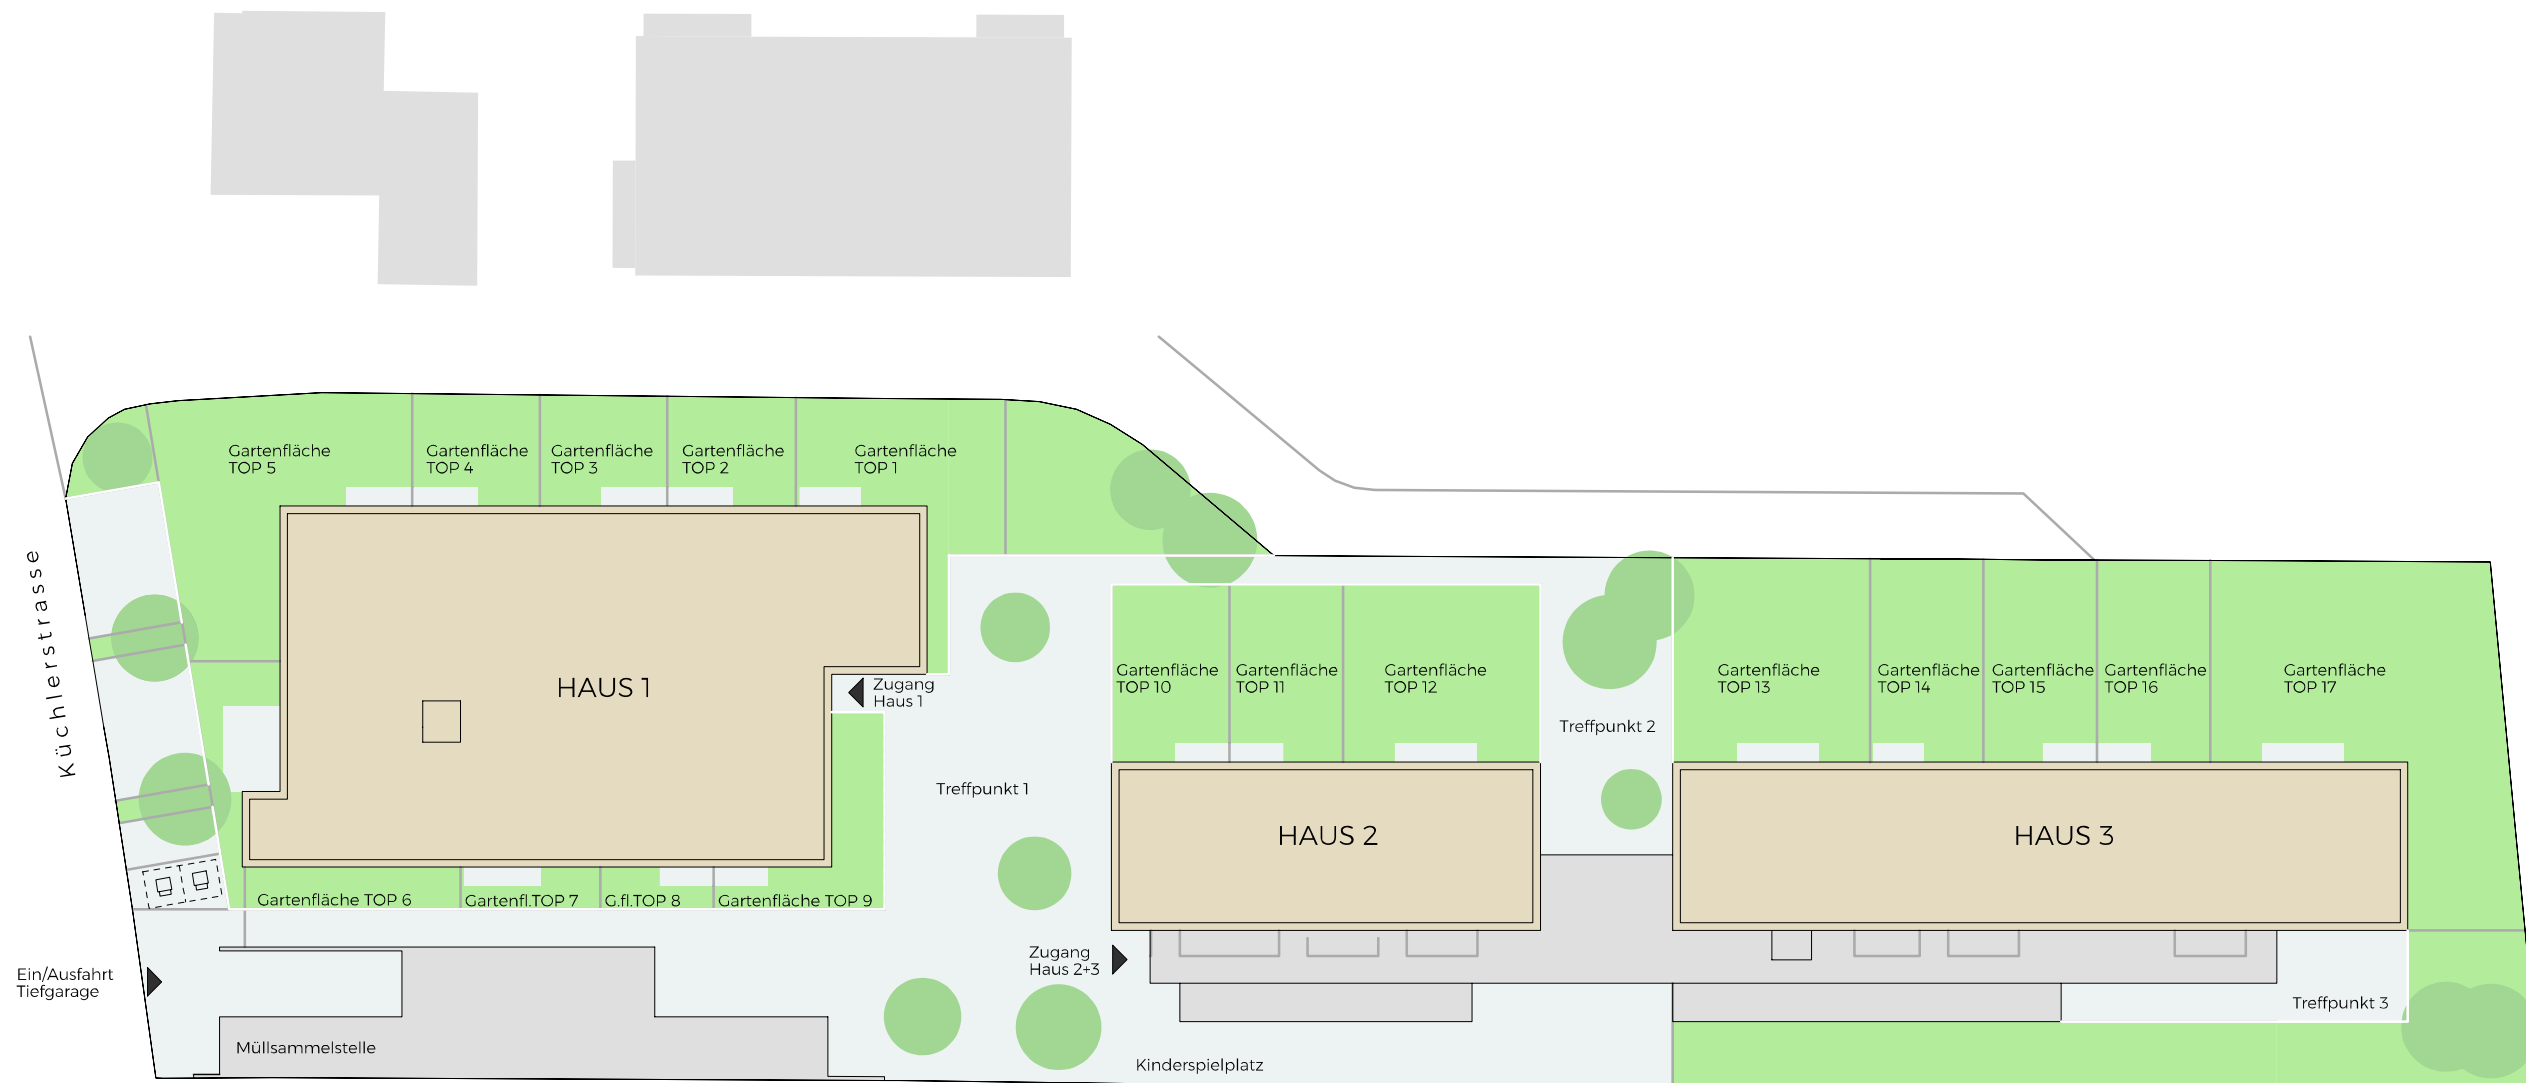 Gartenfläche
TOP 5
Gartenfläche
TOP 4
Gartenfläche
TOP 3
Gartenfläche
TOP 2
Gartenfläche
TOP 1
Küchlerstrasse
HAUS 1
Zugang
Haus 1
Gartenfläche
TOP 10
Gartenfläche
TOP 11
Gartenfläche
TOP 12
Treffpunkt 2
Gartenfläche
TOP 13
Gartenfläche
TOP 14
Gartenfläche
TOP 15
Gartenfläche
TOP 16
Gartenfläche
TOP 17
Treffpunkt 1
HAUS 2
HAUS 3
Gartenfläche TOP 6
Gartenfl.TOP 7
G.fl.TOP 8
Gartenfläche TOP 9
Zugang
Haus 2+3
Ein/Ausfahrt
Tiefgarage
Treffpunkt 3
Müllsammelstelle
Kinderspielplatz